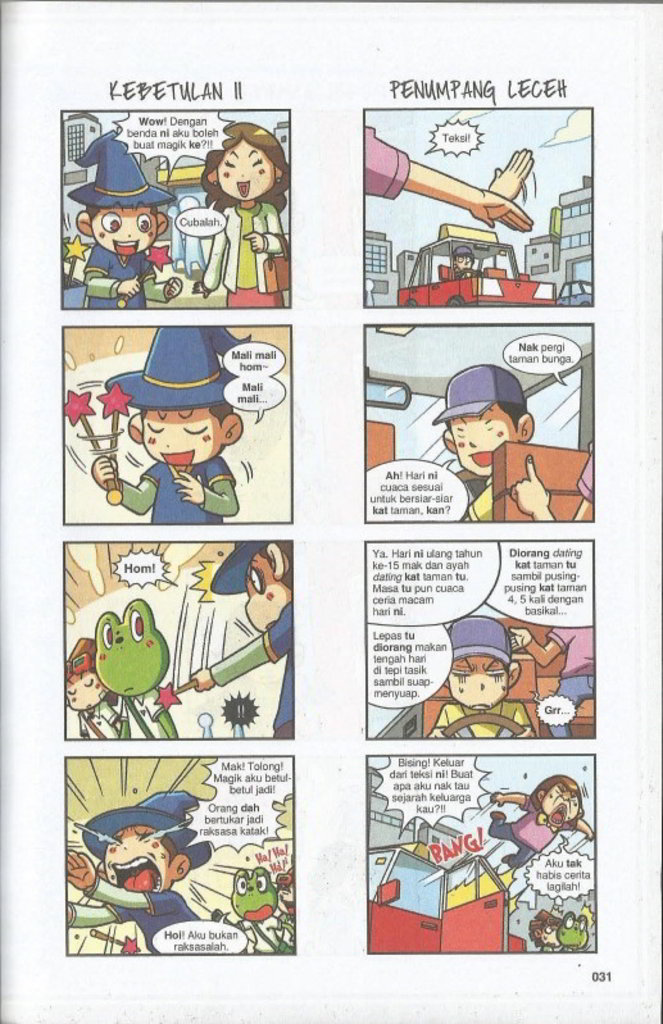 KEBETULAN II
Wow! Dengan
benda ni aku boleh
buat magik ke?!!
Cubalah.
Mali mali
hom~
Mali
mali...
Hom!
!!
Mak! Tolong!
Magik aku betul-
betul jadi!
Orang dah
bertukar jadi
raksasa katak!
Ha! Ha!
Ha!
Hoi! Aku bukan
raksasalah.
PENUMPANG LECEH
Teksi!
Nak pergi
taman bunga.
Ah! Hari ni
cuaca sesuai
untuk bersiar-siar
kat taman, kan?
Ya. Hari ni ulang tahun
ke-15 mak dan ayah
dating kat taman tu.
Masa tu pun cuaca
ceria macam
hari ni.
Diorang dating
kat taman tu
sambil pusing-
pusing kat taman
4, 5 kali dengan
basikal...
Lepas tu
diorang makan
tengah hari
di tepi tasik
sambil suap-
menyuap.
Grr...
Bising! Keluar
dari teksi ni! Buat
apa aku nak tau
sejarah keluarga
kau?!!
BANG!
Aku tak
habis cerita
lagilah!
031